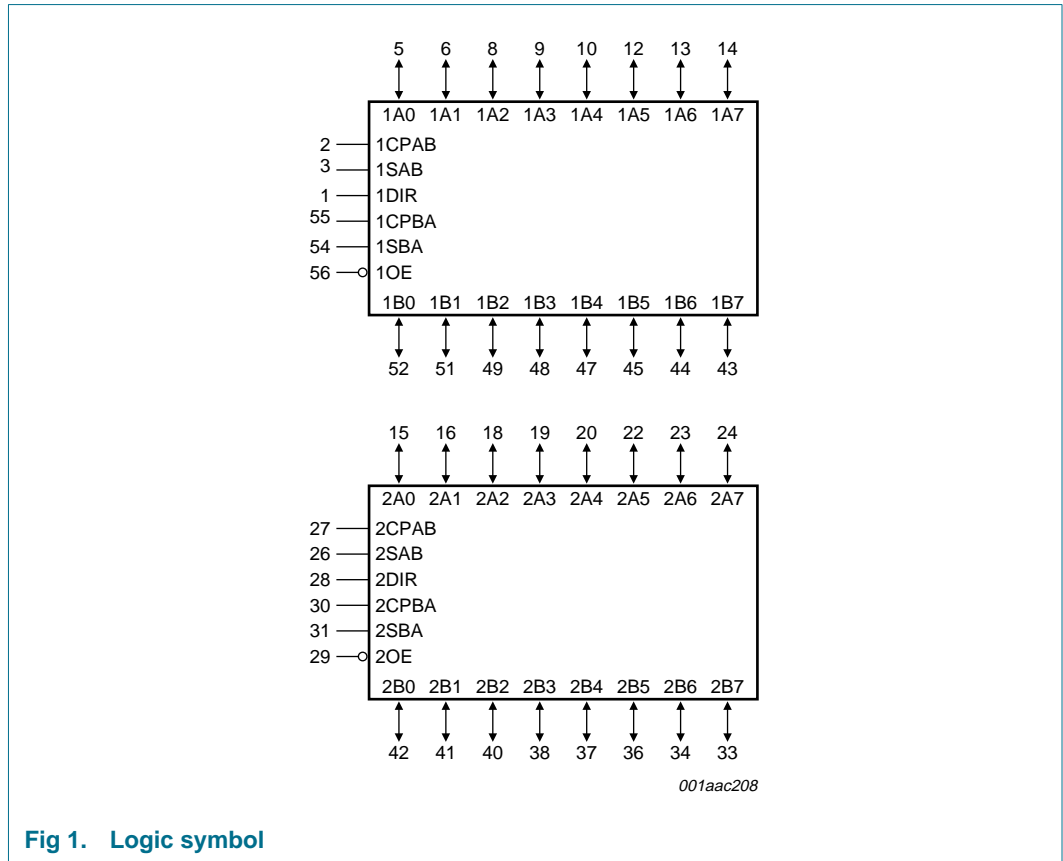 5 6 8 9 10 12 13 14
1A0 1A1 1A2 1A3 1A4 1A5 1A6 1A7
2 1CPAB
3 1SAB
1 1DIR
55 1CPBA
54 1SBA
56 1OE
1B0 1B1 1B2 1B3 1B4 1B5 1B6 1B7
52 51 49 48 47 45 44 43
15 16 18 19 20 22 23 24
2A0 2A1 2A2 2A3 2A4 2A5 2A6 2A7
27 2CPAB
26 2SAB
28 2DIR
30 2CPBA
31 2SBA
29 2OE
2B0 2B1 2B2 2B3 2B4 2B5 2B6 2B7
42 41 40 38 37 36 34 33
001aac208
Fig 1. Logic symbol